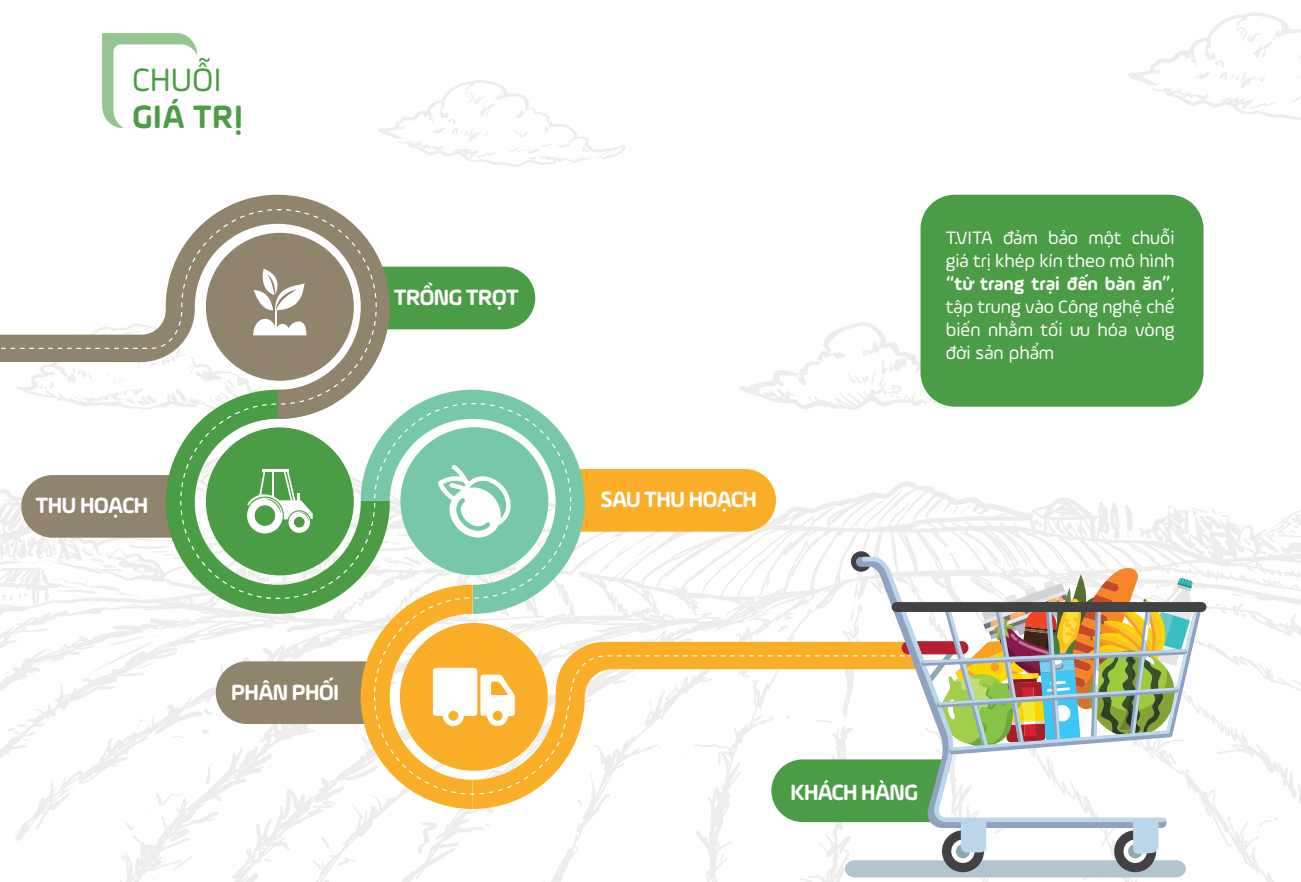 CHUỖI
GIÁ TRỊ
TRỒNG TRỌT
T.VITA đảm bảo một chuỗi
giá trị khép kín theo mô hình
“từ trang trại đến bàn ăn”,
tập trung vào Công nghệ chế
biến nhằm tối ưu hóa vòng
đời sản phẩm
THU HOẠCH
SAU THU HOẠCH
PHÂN PHỐI
KHÁCH HÀNG